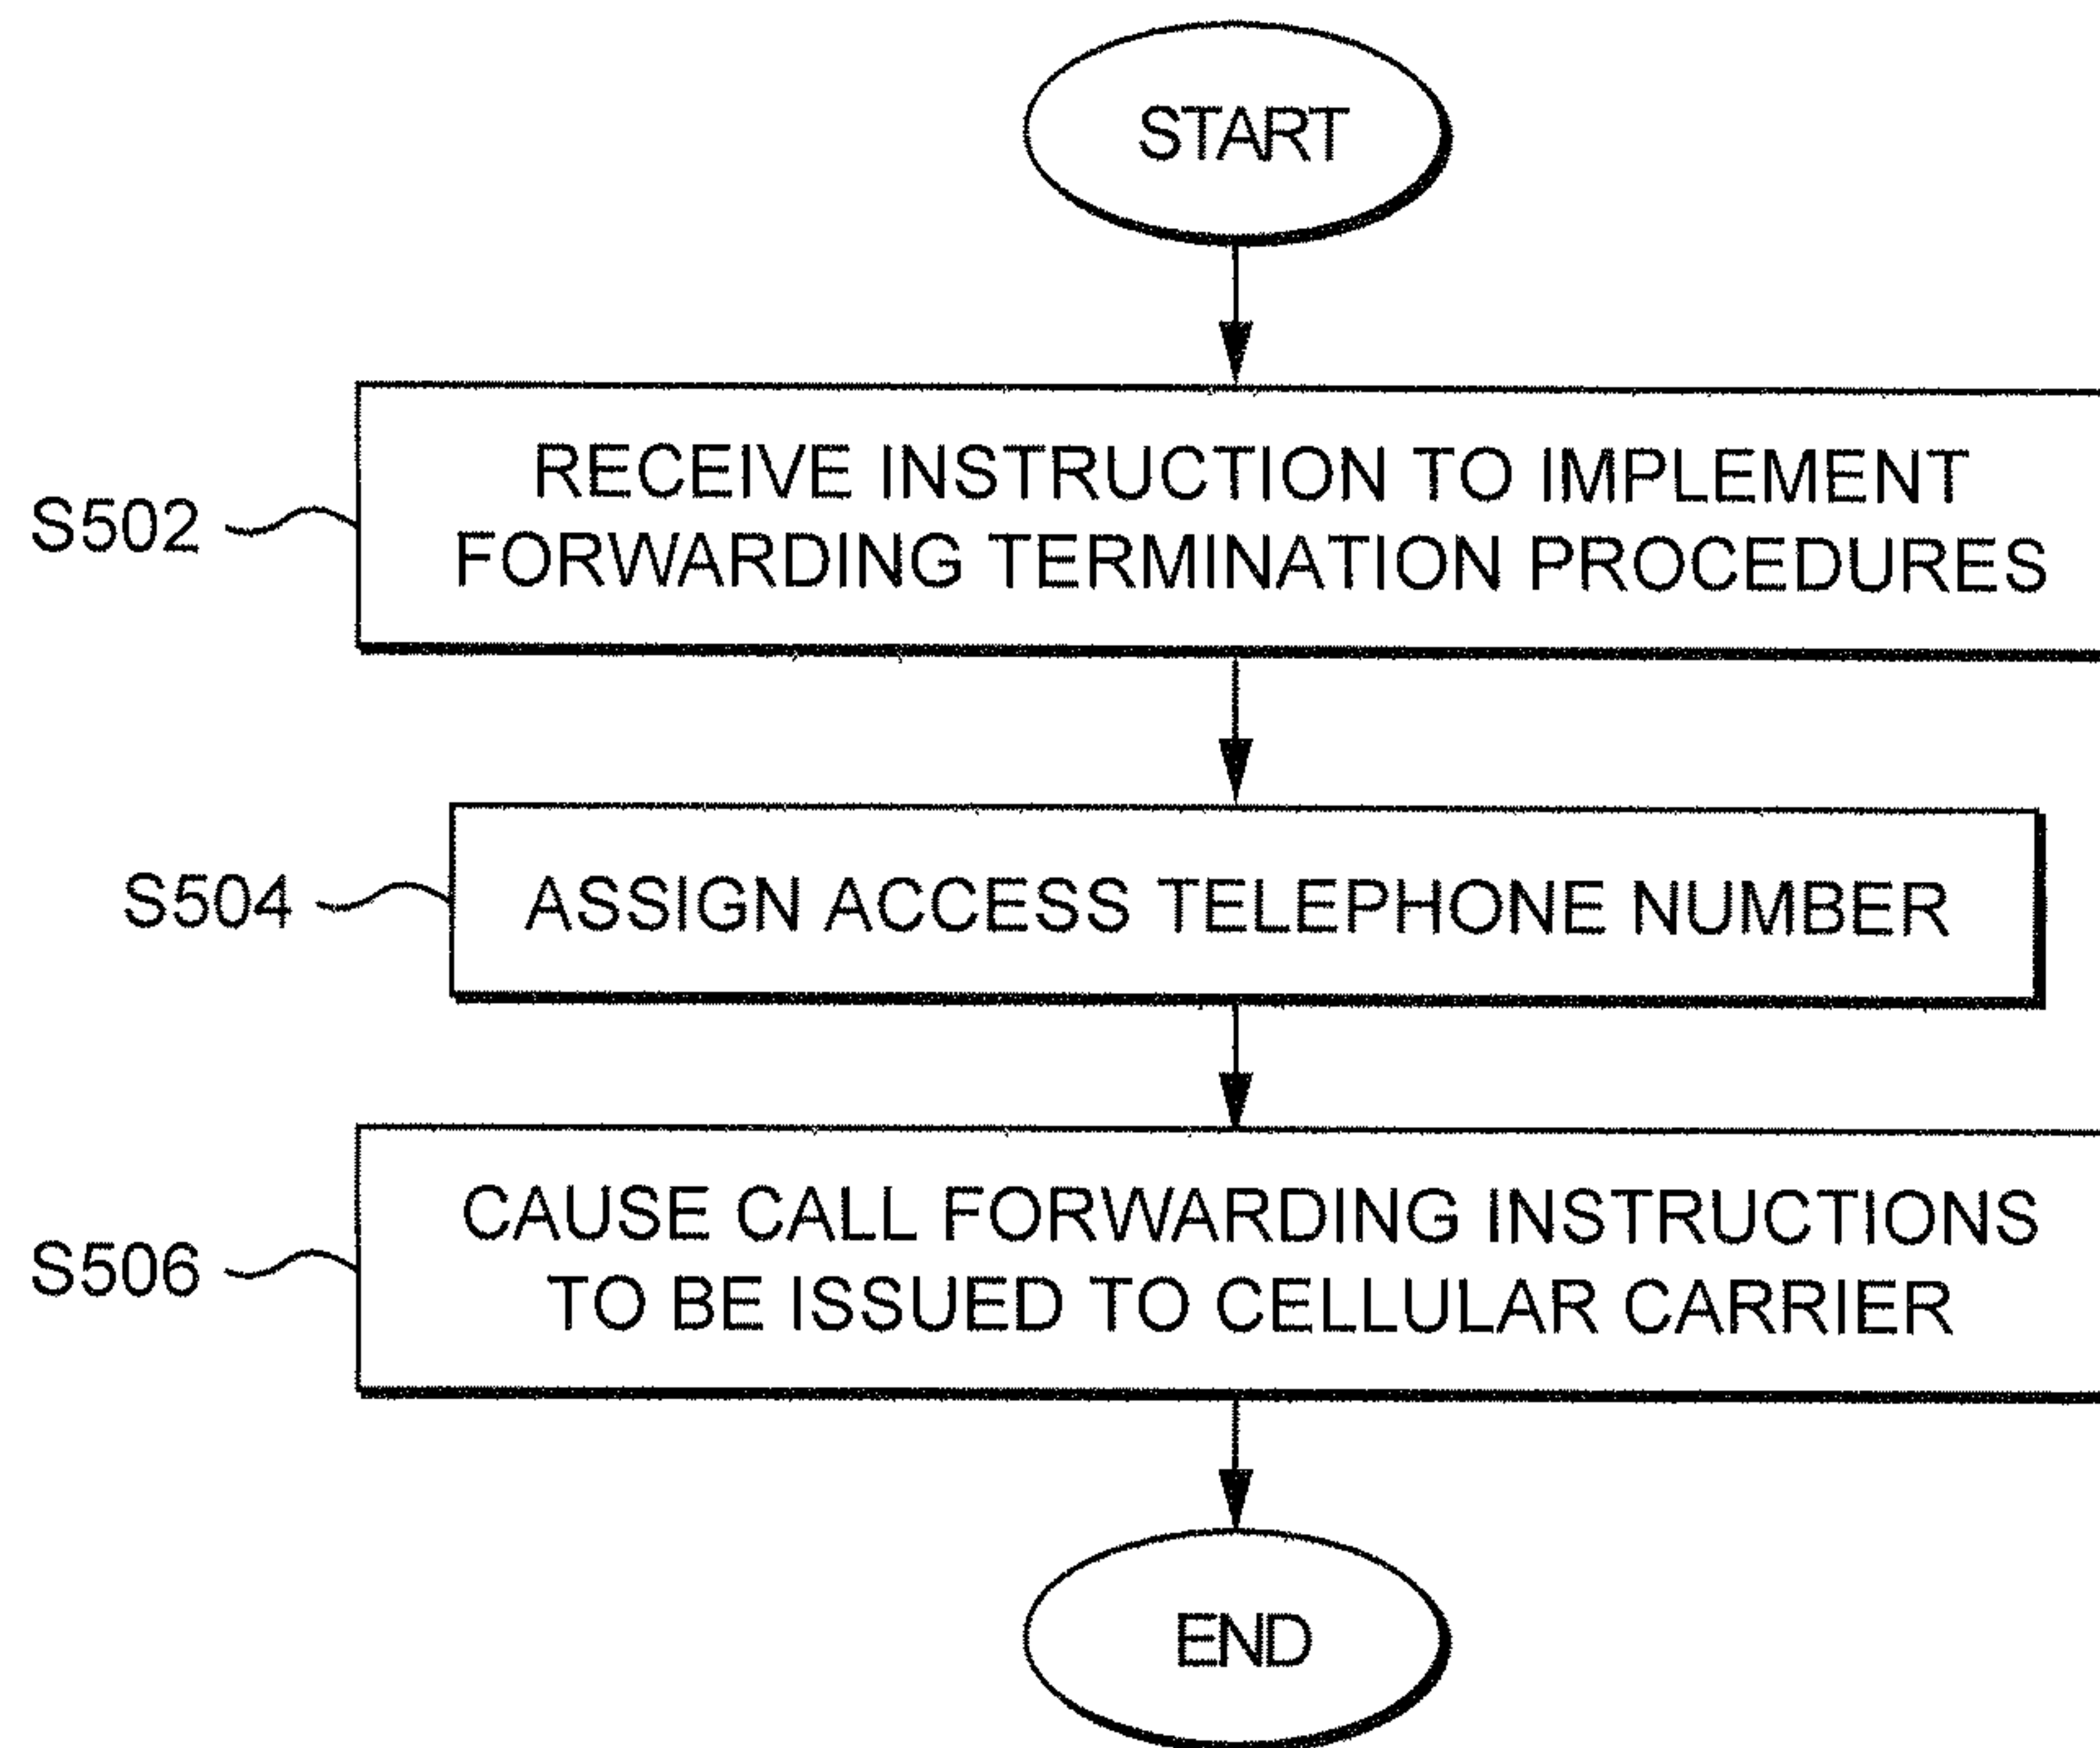 START
S502
RECEIVE INSTRUCTION TO IMPLEMENT
FORWARDING TERMINATION PROCEDURES
S504
ASSIGN ACCESS TELEPHONE NUMBER
S506
CAUSE CALL FORWARDING INSTRUCTIONS
TO BE ISSUED TO CELLULAR CARRIER
END